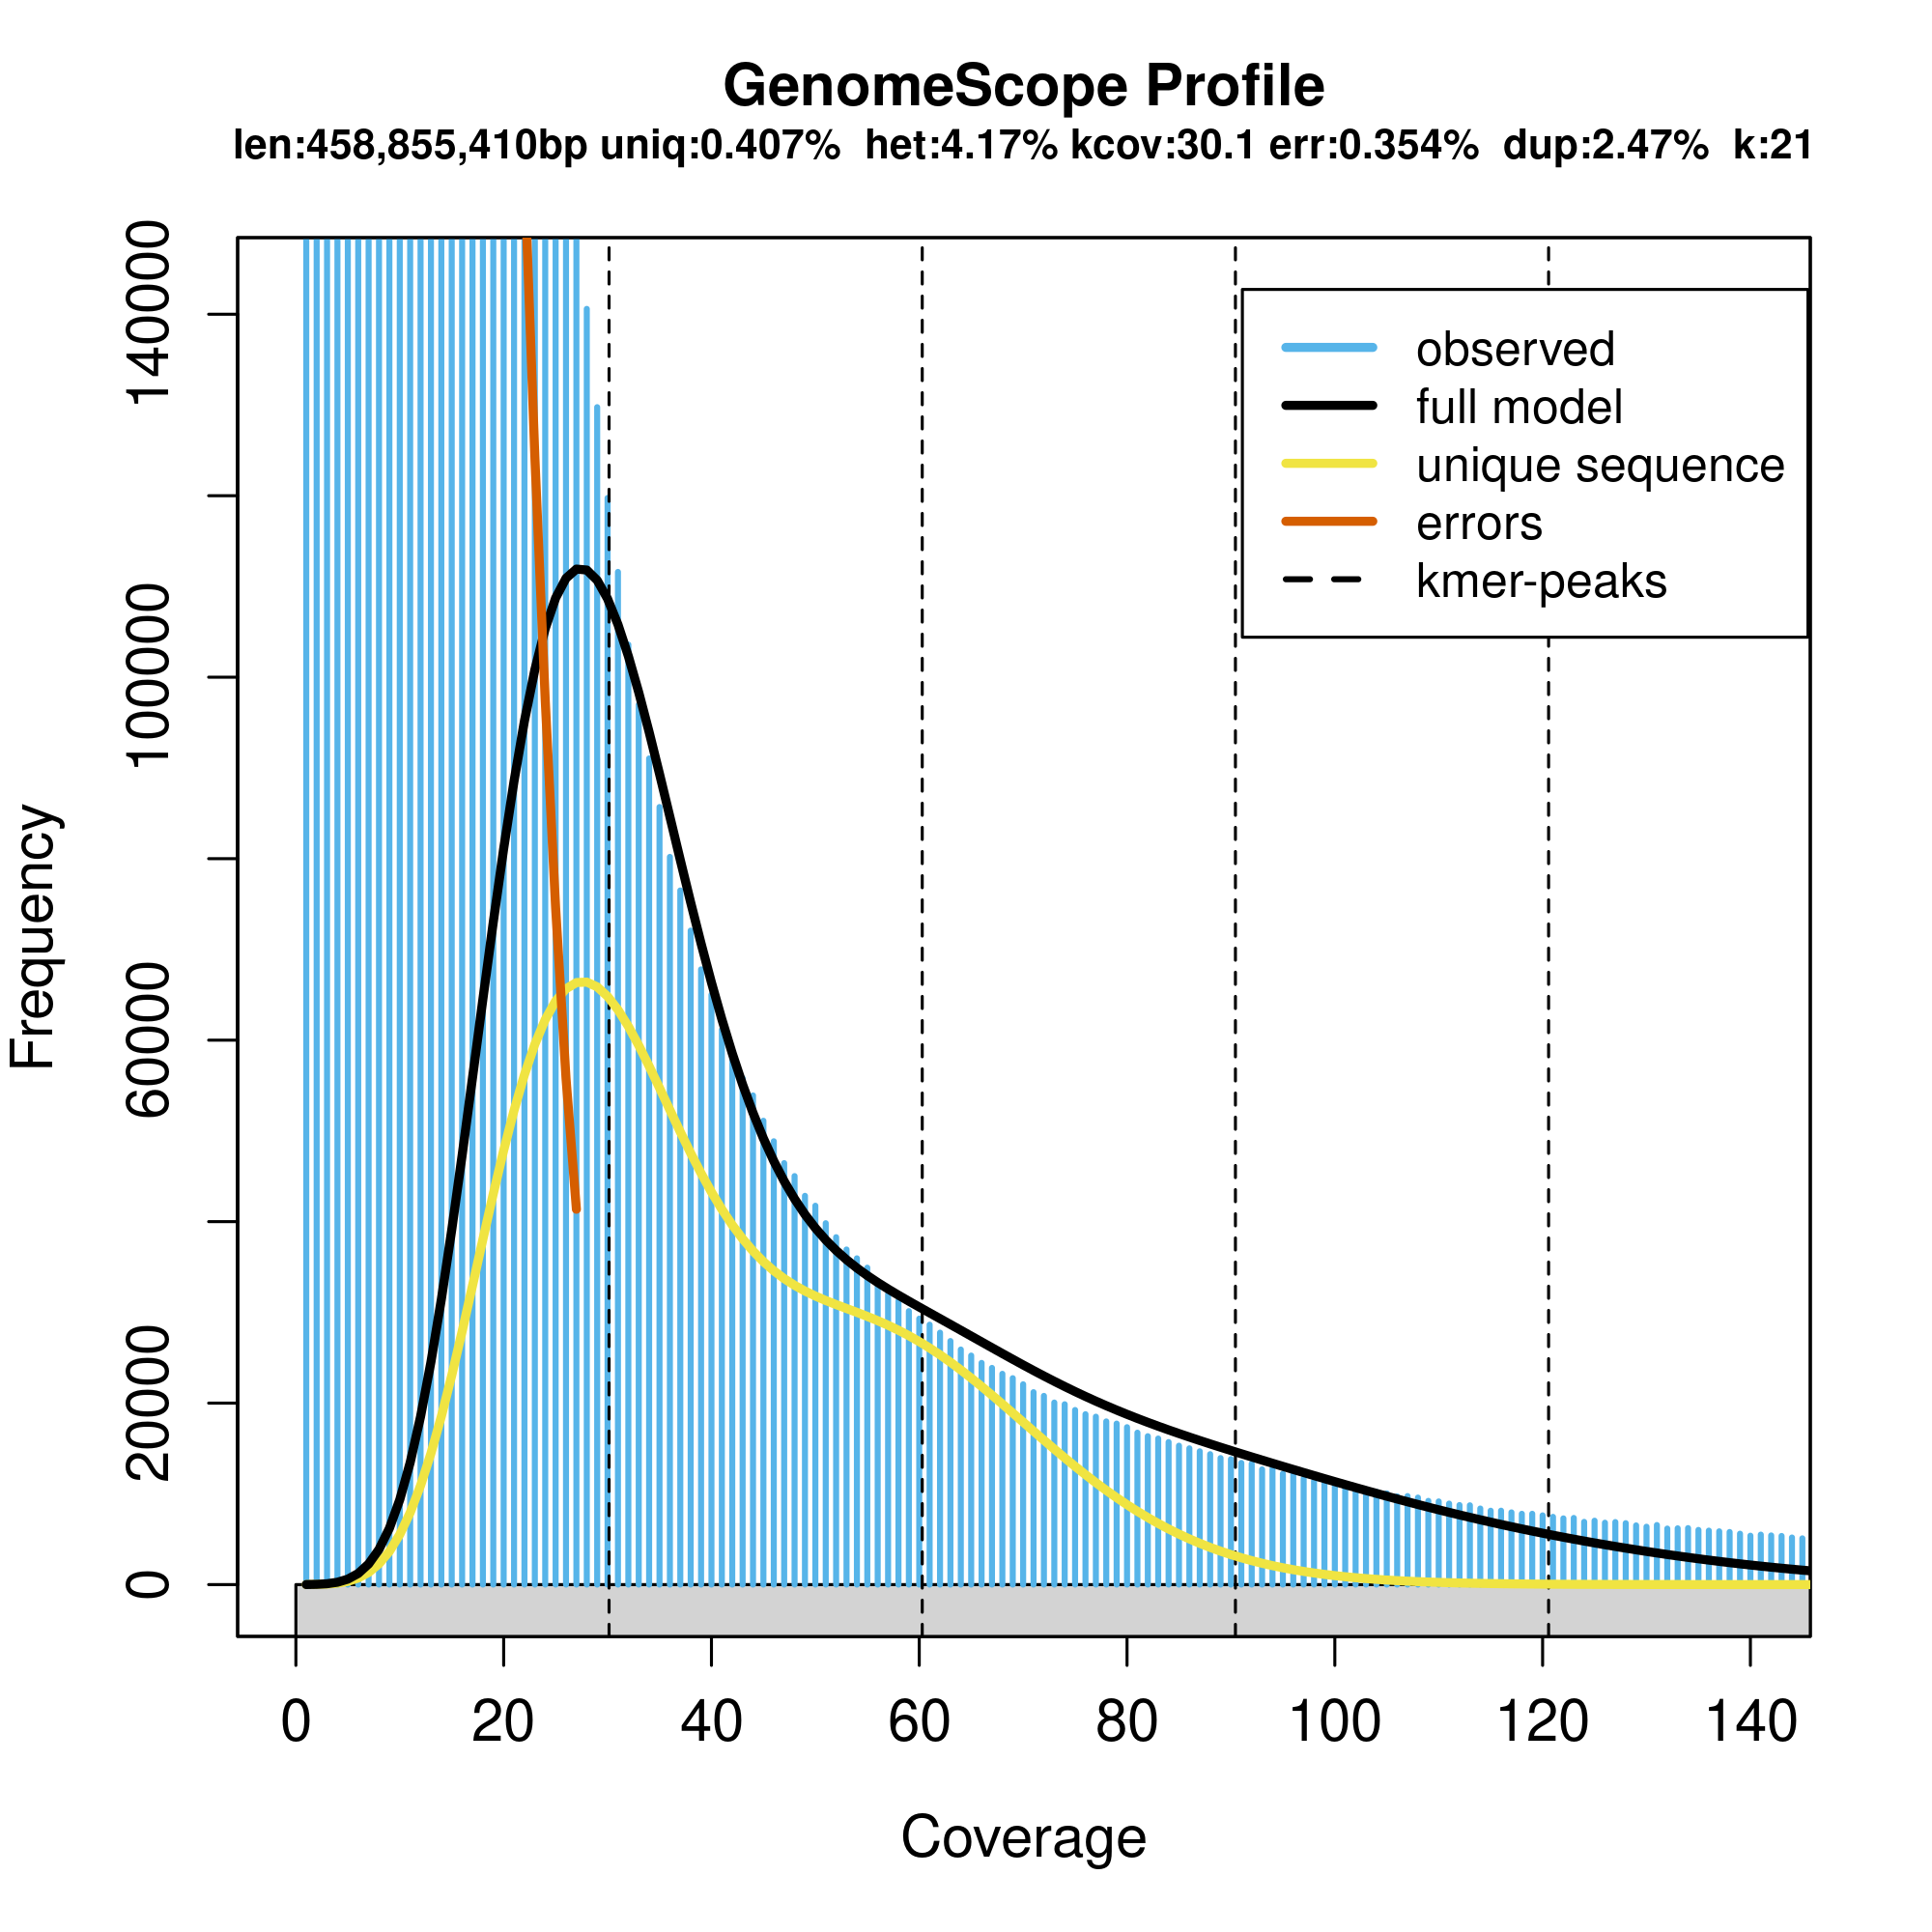 GenomeScope Profile
len:458,855,410bp uniq:0.407% het:4.17% kcov:30.1 err:0.354% dup:2.47% k:21
observed
full model
unique sequence
errors
kmer-peaks
Frequency
140000
100000
60000
20000
0
0 20 40 60 80 100 120 140
Coverage